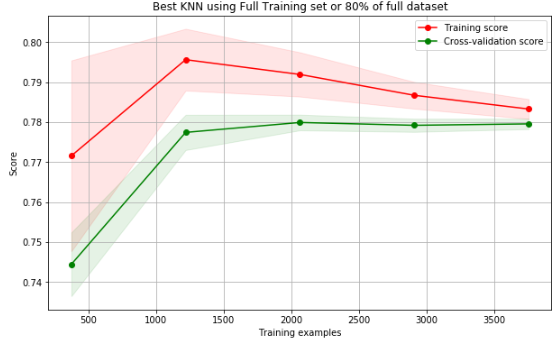 Best KNN using Full Training set or 80% of full dataset
Training score
Cross-validation score
0.80
0.79
0.78
0.77
0.76
0.75
0.74
Score
500
1000
1500
2000
2500
3000
3500
Training examples